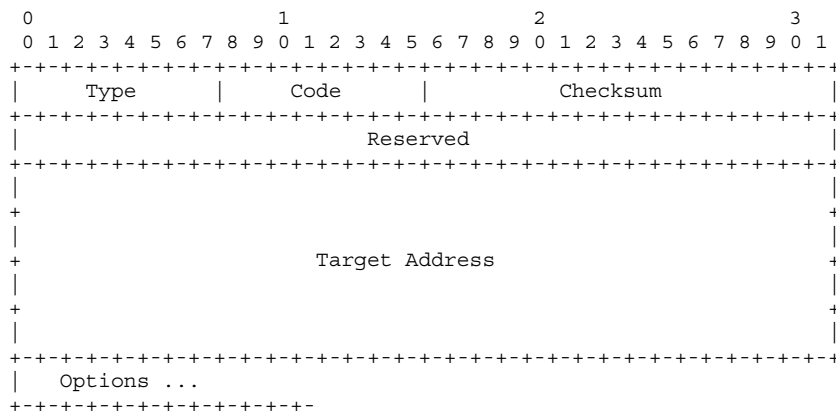 0                   1                   2                   3
 0 1 2 3 4 5 6 7 8 9 0 1 2 3 4 5 6 7 8 9 0 1 2 3 4 5 6 7 8 9 0 1
+-+-+-+-+-+-+-+-+-+-+-+-+-+-+-+-+-+-+-+-+-+-+-+-+-+-+-+-+-+-+-+-+
|     Type      |     Code      |          Checksum             |
+-+-+-+-+-+-+-+-+-+-+-+-+-+-+-+-+-+-+-+-+-+-+-+-+-+-+-+-+-+-+-+-+
|                           Reserved                            |
+-+-+-+-+-+-+-+-+-+-+-+-+-+-+-+-+-+-+-+-+-+-+-+-+-+-+-+-+-+-+-+-+
|                                                               |
+                                                               +
|                                                               |
+                       Target Address                          +
|                                                               |
+                                                               +
|                                                               |
+-+-+-+-+-+-+-+-+-+-+-+-+-+-+-+-+-+-+-+-+-+-+-+-+-+-+-+-+-+-+-+-+
|   Options ...
+-+-+-+-+-+-+-+-+-+-+-+-